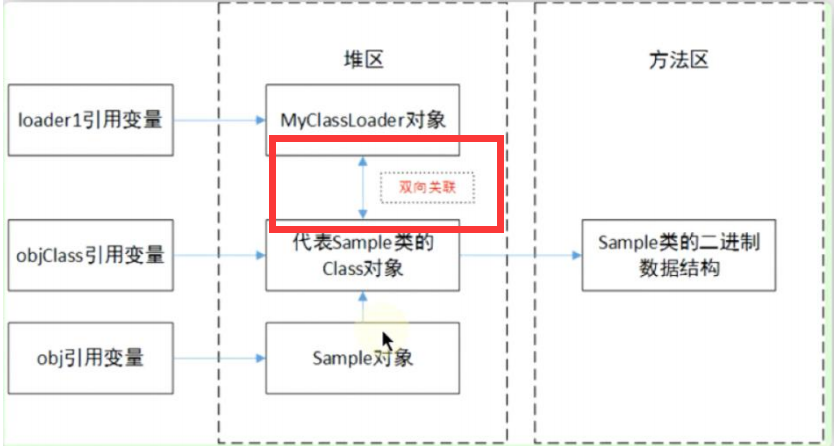 堆区
方法区
loader1引用变量
MyClassLoader对象
双向关联
objClass引用变量
代表Sample类的
Class对象
Sample类的二进制
数据结构
obj引用变量
Sample对象